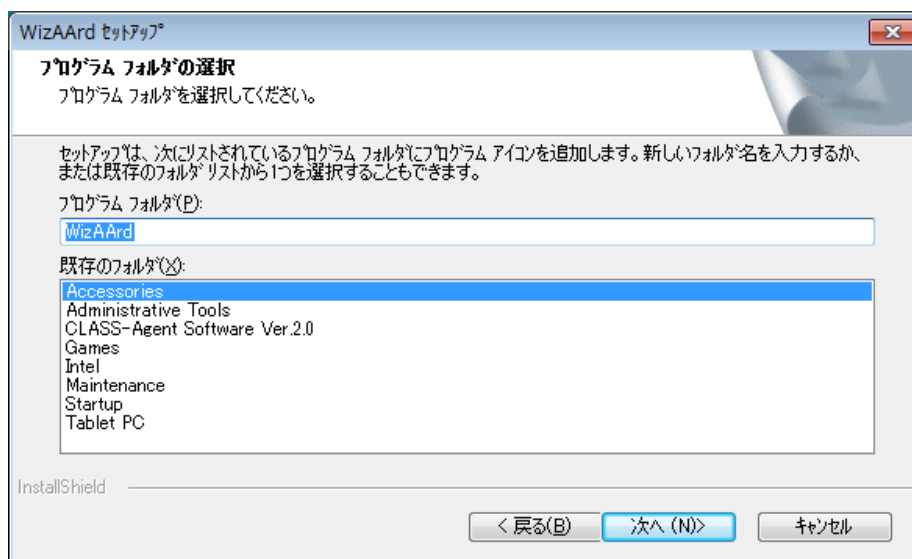 WizAArd ｾｯﾄｱｯﾌﾟ
ﾌﾟﾛｸﾞﾗﾑ ﾌｫﾙﾀﾞの選択
ﾌﾟﾛｸﾞﾗﾑ ﾌｫﾙﾀﾞを選択してください。
ｾｯﾄｱｯﾌﾟは、次にﾘｽﾄされているﾌﾟﾛｸﾞﾗﾑ ﾌｫﾙﾀﾞにﾌﾟﾛｸﾞﾗﾑ ｱｲｺﾝを追加します。新しいﾌｫﾙﾀﾞ名を入力するか、
または既存のﾌｫﾙﾀﾞ ﾘｽﾄから1つを選択することもできます。
ﾌﾟﾛｸﾞﾗﾑ ﾌｫﾙﾀﾞ(P):
WizAArd
既存のﾌｫﾙﾀﾞ(X):
Accessories
Administrative Tools
CLASS-Agent Software Ver.2.0
Games
Intel
Maintenance
Startup
Tablet PC
InstallShield
< 戻る(B)
次へ (N)>
ｷｬﾝｾﾙ